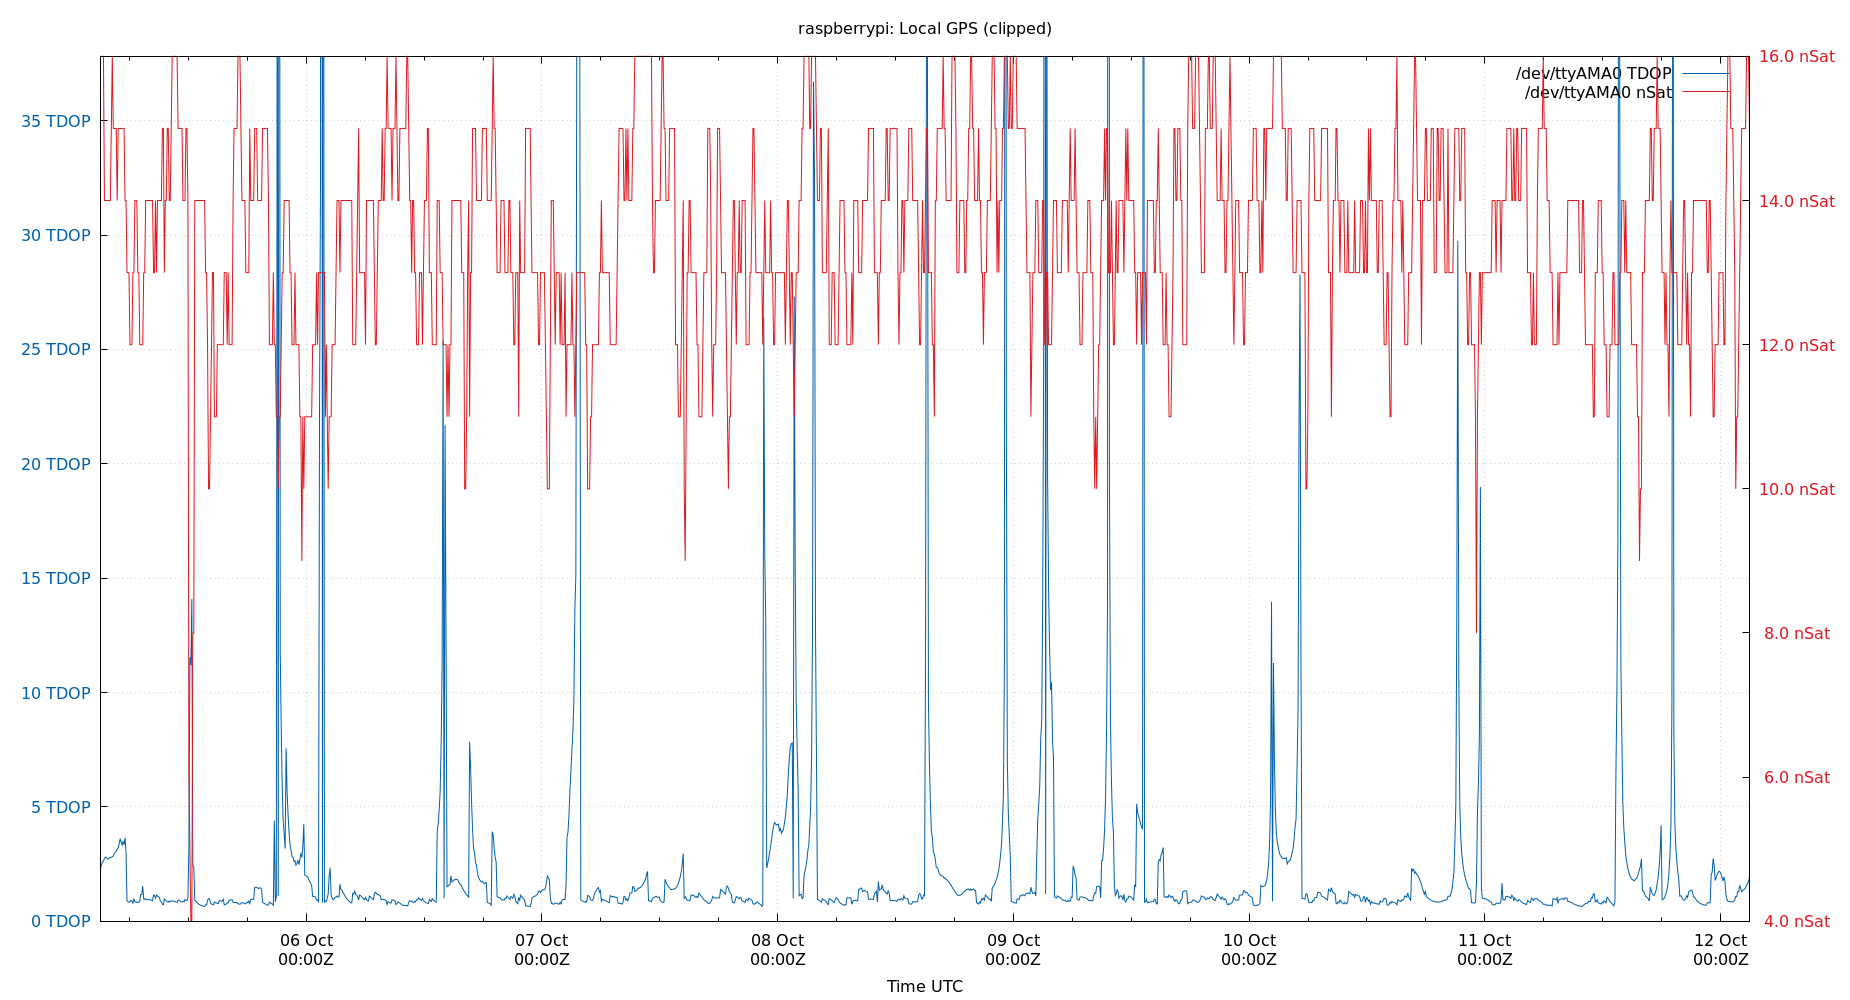 raspberrypi: Local GPS (clipped)
16.0 nSat
/dev/ttyAMA0 TDOP
/dev/ttyAMA0 nSat
35 TDOP
14.0 nSat
30 TDOP
12.0 nSat
25 TDOP
20 TDOP
10.0 nSat
15 TDOP
8.0 nSat
10 TDOP
6.0 nSat
5 TDOP
0 TDOP
4.0 nSat
06 Oct 07 Oct 08 Oct 09 Oct 10 Oct 11 Oct 12 Oct
00:00Z 00:00Z 00:00Z 00:00Z 00:00Z 00:00Z 00:00Z
Time UTC